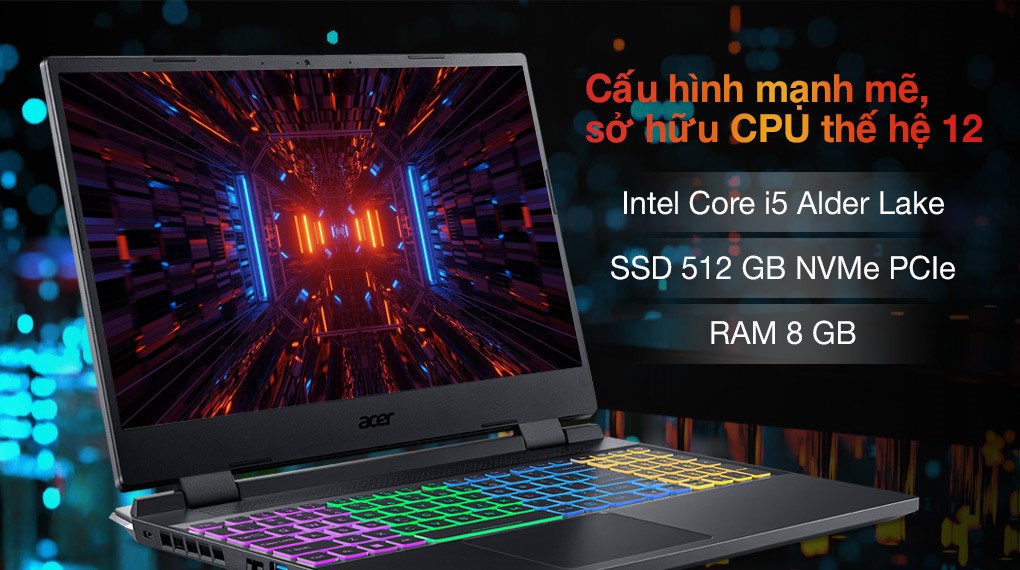 Cấu hình mạnh mẽ,
sở hữu CPU thế hệ 12
Intel Core i5 Alder Lake
SSD 512 GB NVMe PCIe
RAM 8 GB
acer